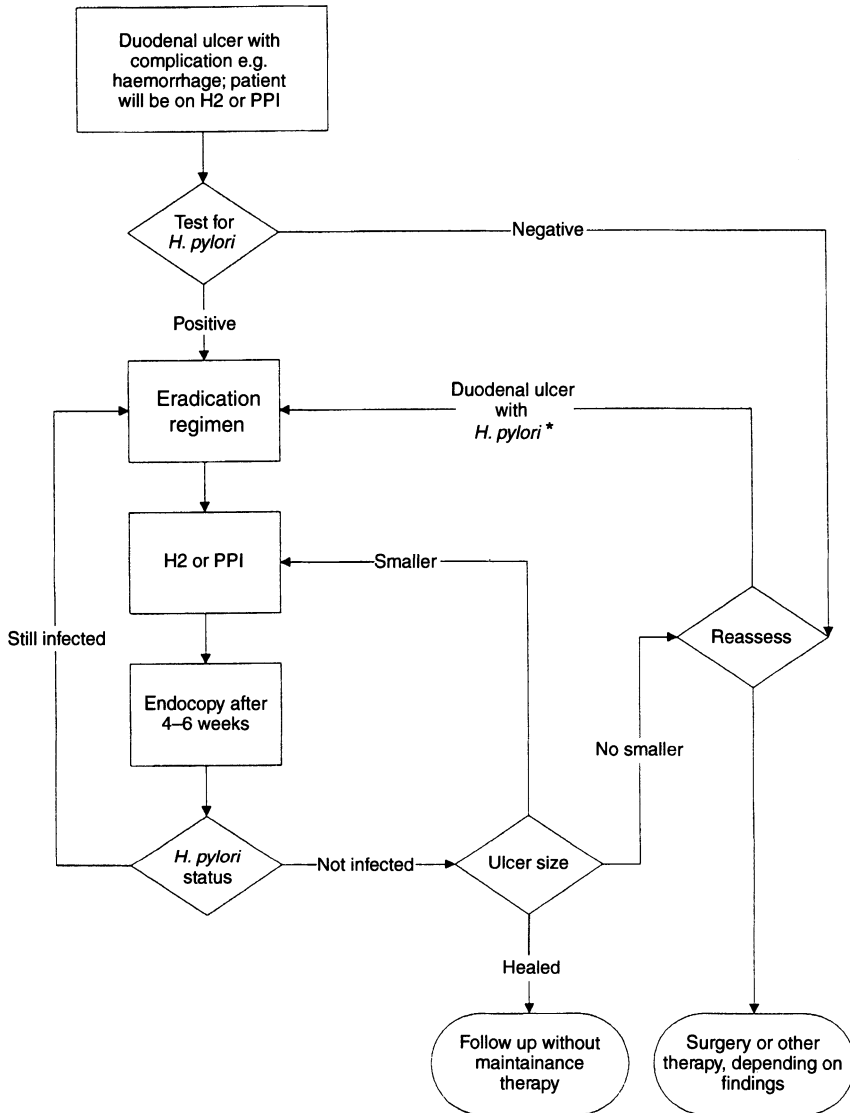 Duodenal ulcer with
complication e.g.
haemorrhage; patient
will be on H2 or PPI
Test for
H. pylori
Negative
Positive
Eradication
regimen
Duodenal ulcer
with
H. pylori *
H2 or PPI
Smaller
Still infected
Reassess
Endocopy after
4–6 weeks
No smaller
H. pylori
status
Not infected
Ulcer size
Healed
Follow up without
maintainance
therapy
Surgery or other
therapy, depending on
findings